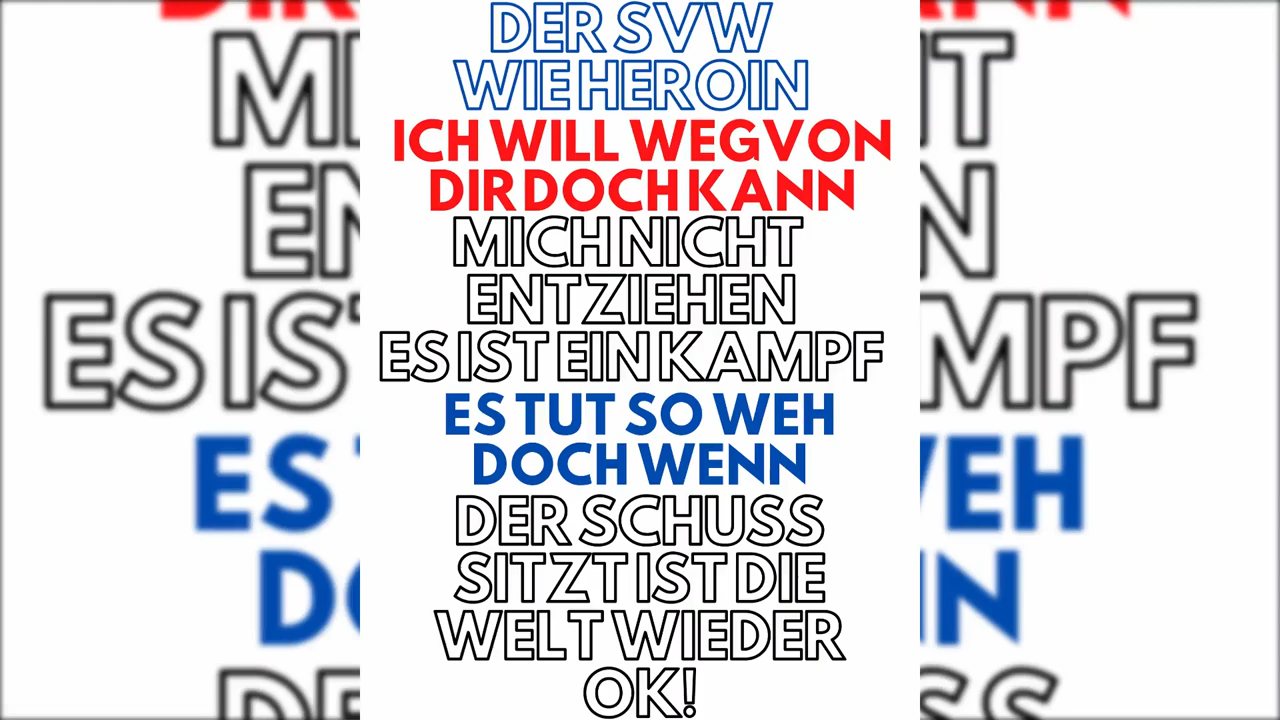 DER SVW
WIE HEROIN
ICH WILL WEG VON
DIR DOCH KANN
MICH NICHT
ENTZIEHEN
ES IST EIN KAMPF
ES TUT SO WEH
DOCH WENN
DER SCHUSS
SITZT IST DIE
WELT WIEDER
OK!